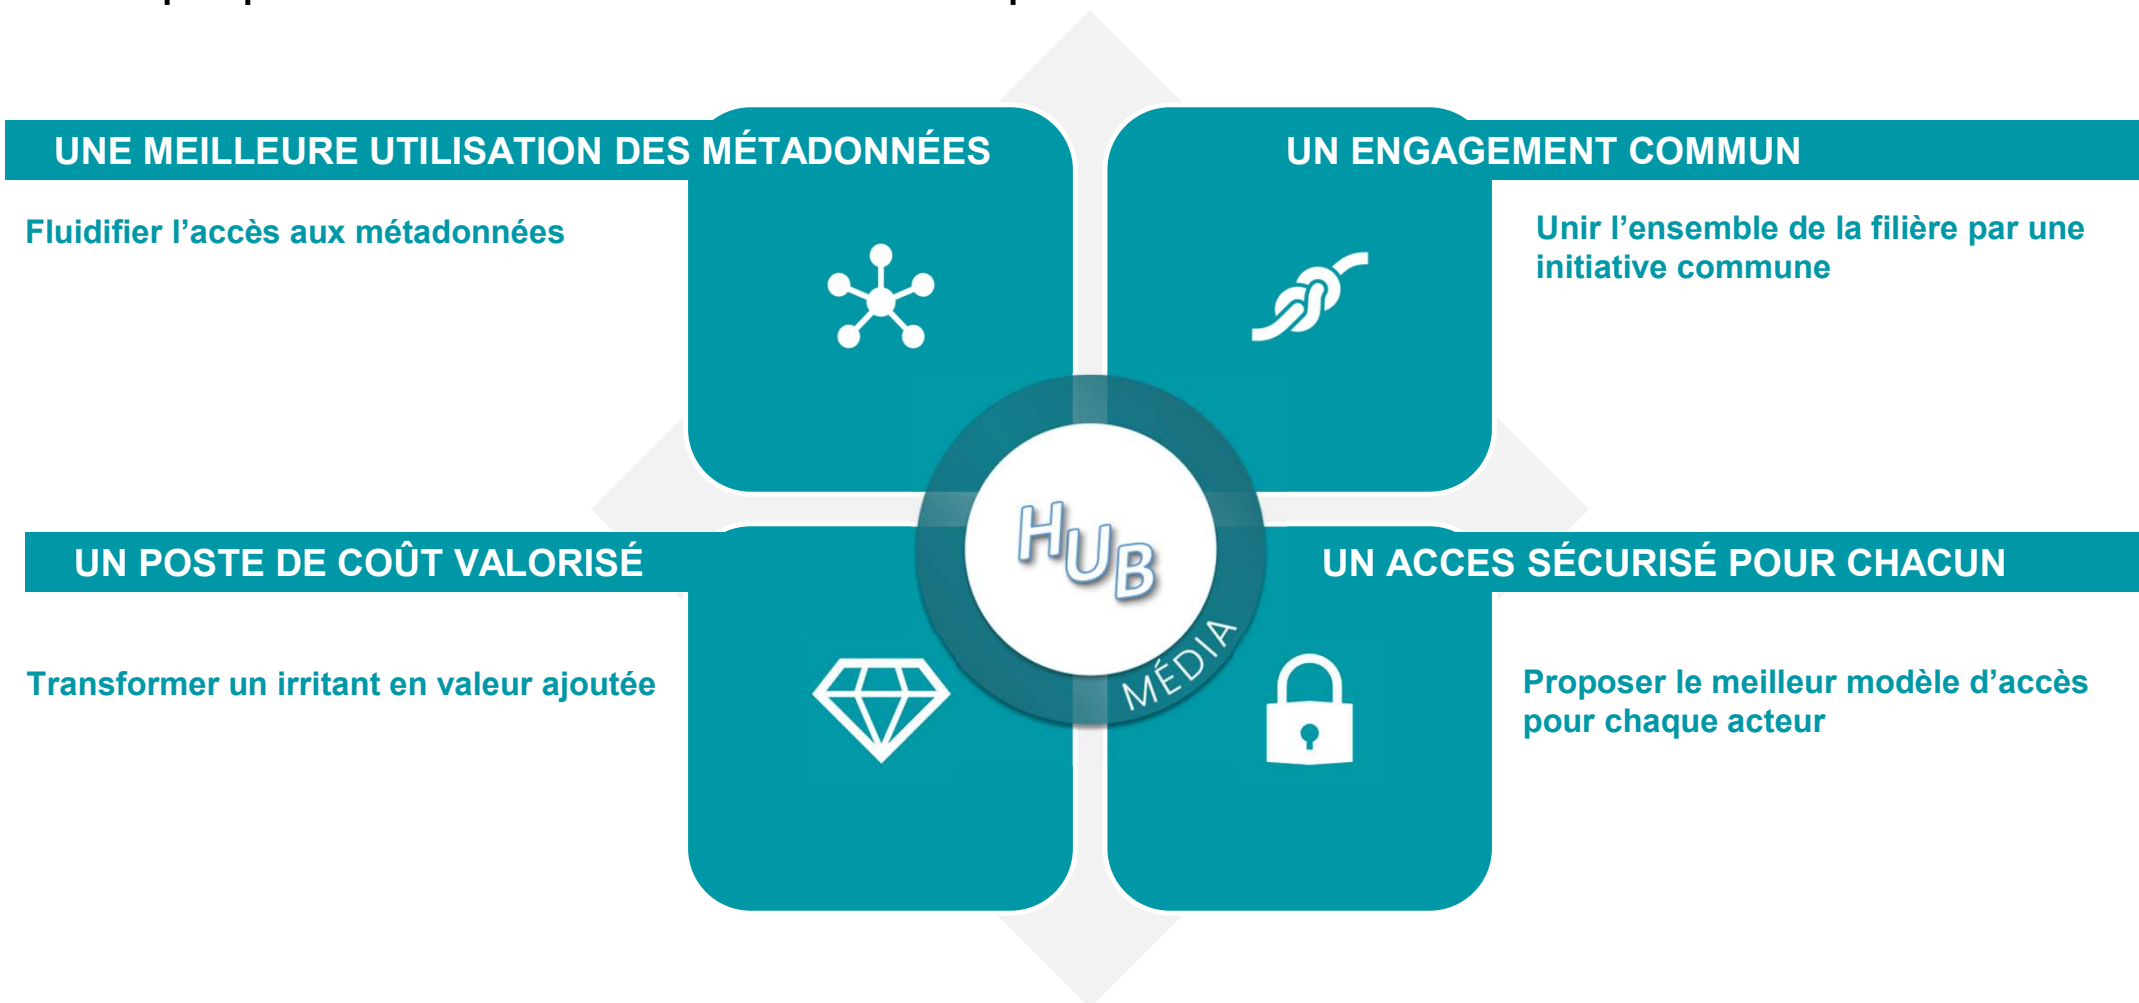 UNE MEILLEURE UTILISATION DES MÉTADONNÉES
Fluidifier l’accès aux métadonnées
UN ENGAGEMENT COMMUN
Unir l’ensemble de la filière par une
initiative commune
HUB
MÉDIA
UN POSTE DE COÛT VALORISÉ
Transformer un irritant en valeur ajoutée
UN ACCES SÉCURISÉ POUR CHACUN
Proposer le meilleur modèle d’accès
pour chaque acteur